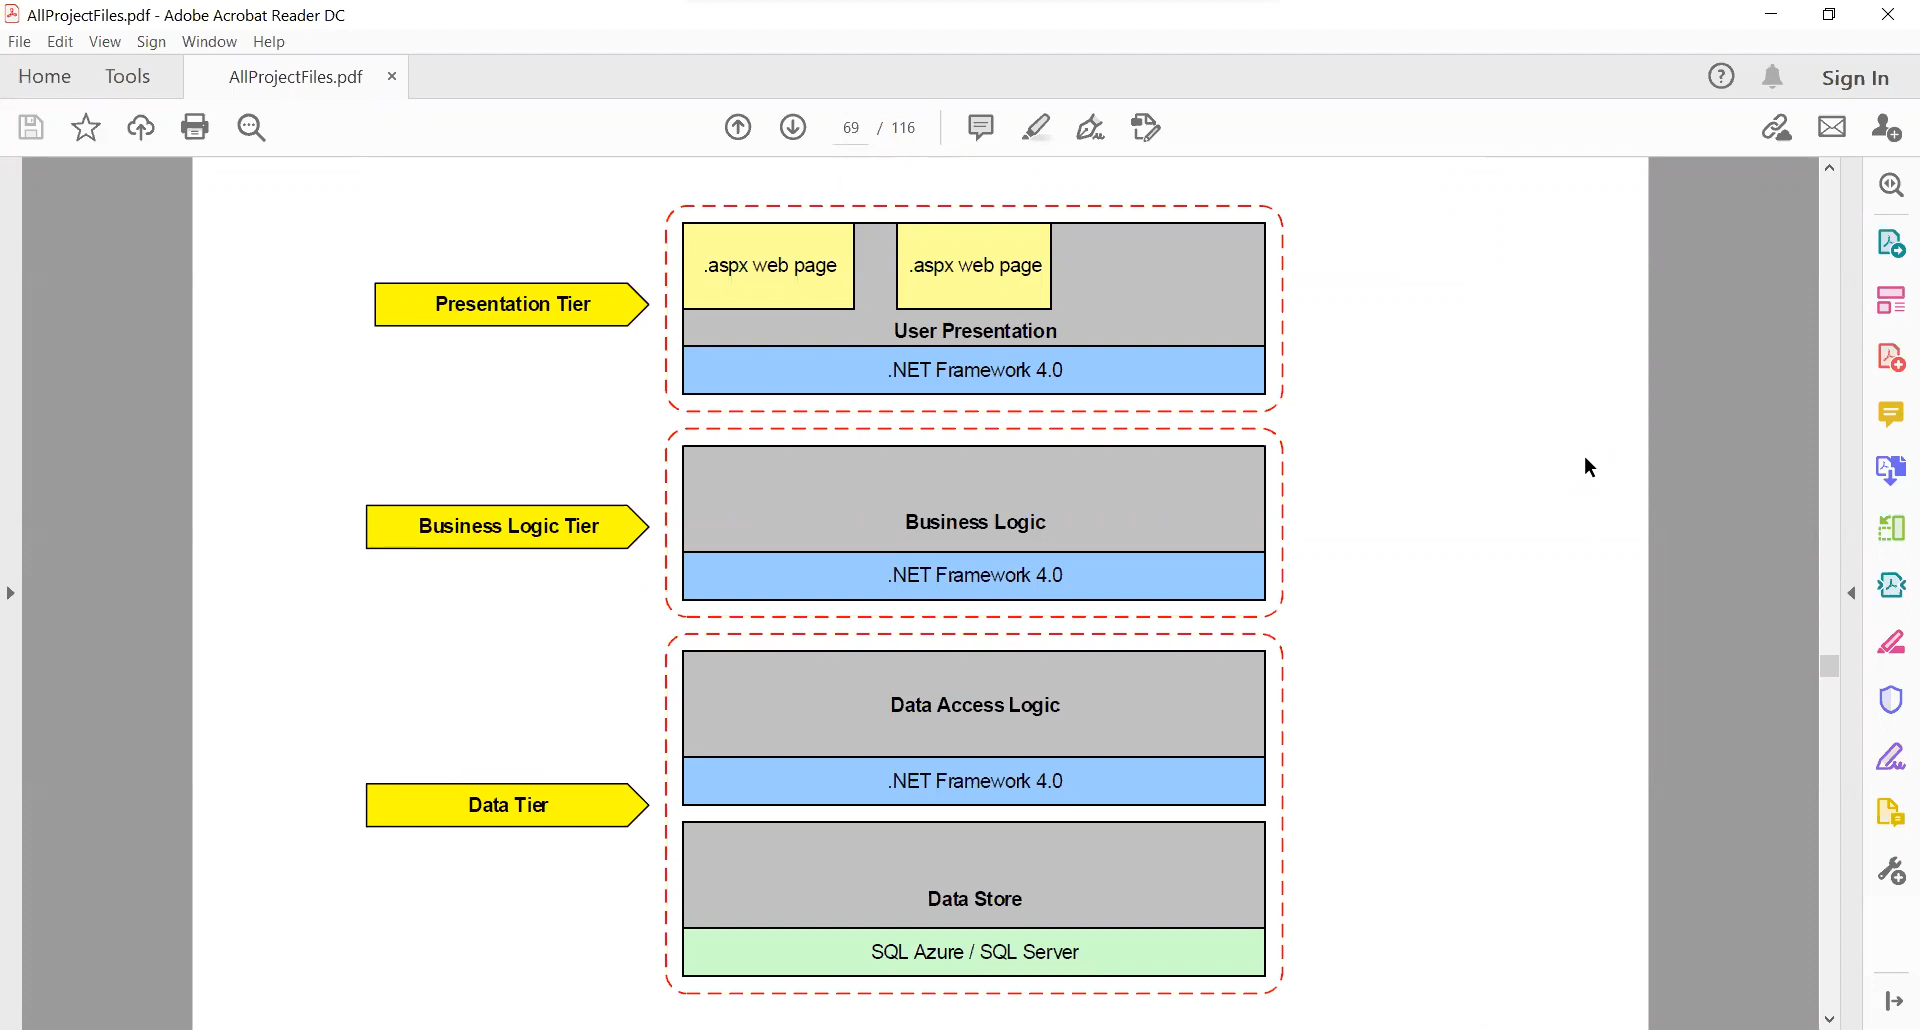 AllProjectFiles.pdf - Adobe Acrobat Reader DC
File Edit View Sign Window Help
Home Tools AllProjectFiles.pdf × Sign In
69 / 116
.aspx web page .aspx web page
Presentation Tier
User Presentation
.NET Framework 4.0
Business Logic Tier
Business Logic
.NET Framework 4.0
Data Access Logic
.NET Framework 4.0
Data Tier
Data Store
SQL Azure / SQL Server